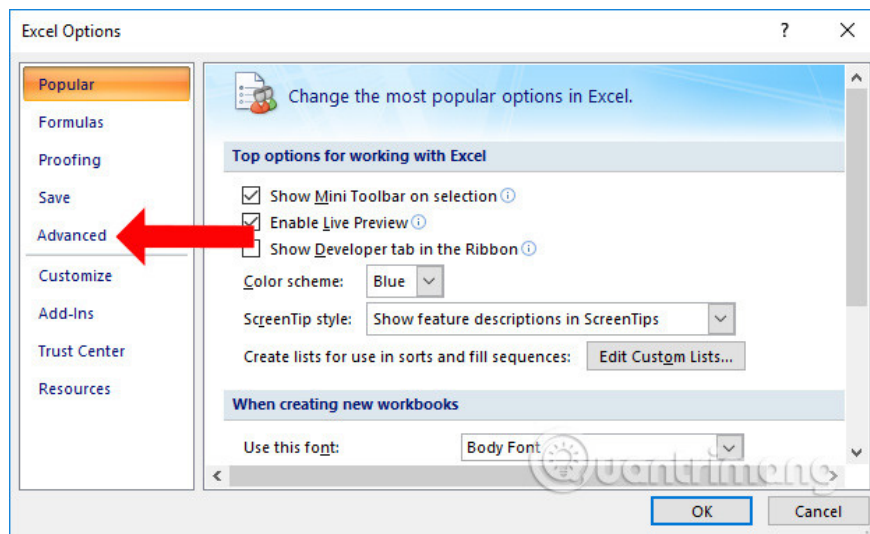 Excel Options
?
Popular
Formulas
Proofing
Save
Advanced
Customize
Add-Ins
Trust Center
Resources
Change the most popular options in Excel.
Top options for working with Excel
Show Mini Toolbar on selection
Enable Live Preview
Show Developer tab in the Ribbon
Color scheme: Blue
ScreenTip style: Show feature descriptions in ScreenTips
Create lists for use in sorts and fill sequences: Edit Custom Lists...
When creating new workbooks
Use this font: Body Font
Quantrimang
OK Cancel